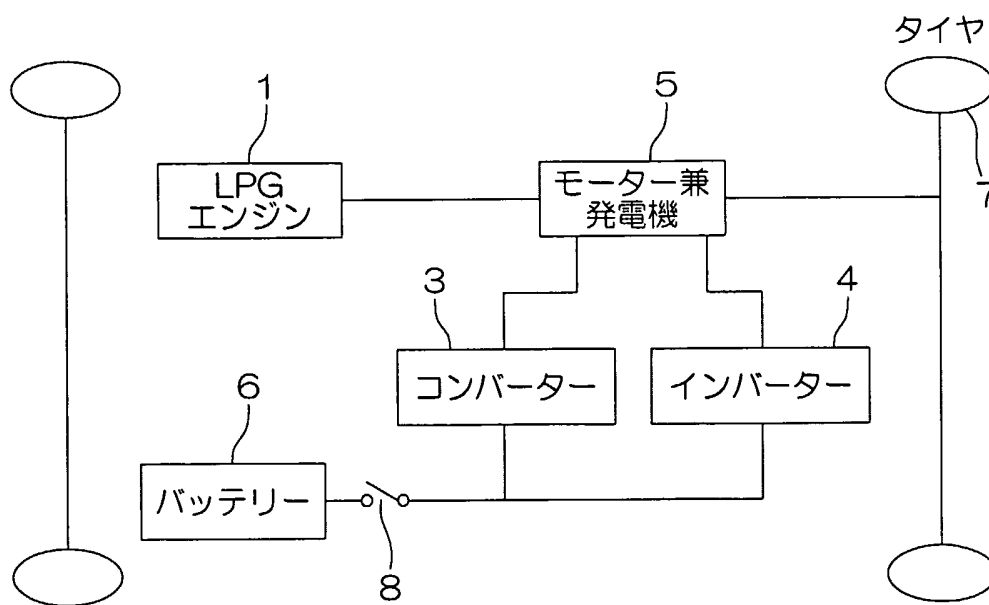 タイヤ
1
5
LPG
エンジン
モーター兼
発電機
7
3
4
コンバーター
インバーター
6
バッテリー
8